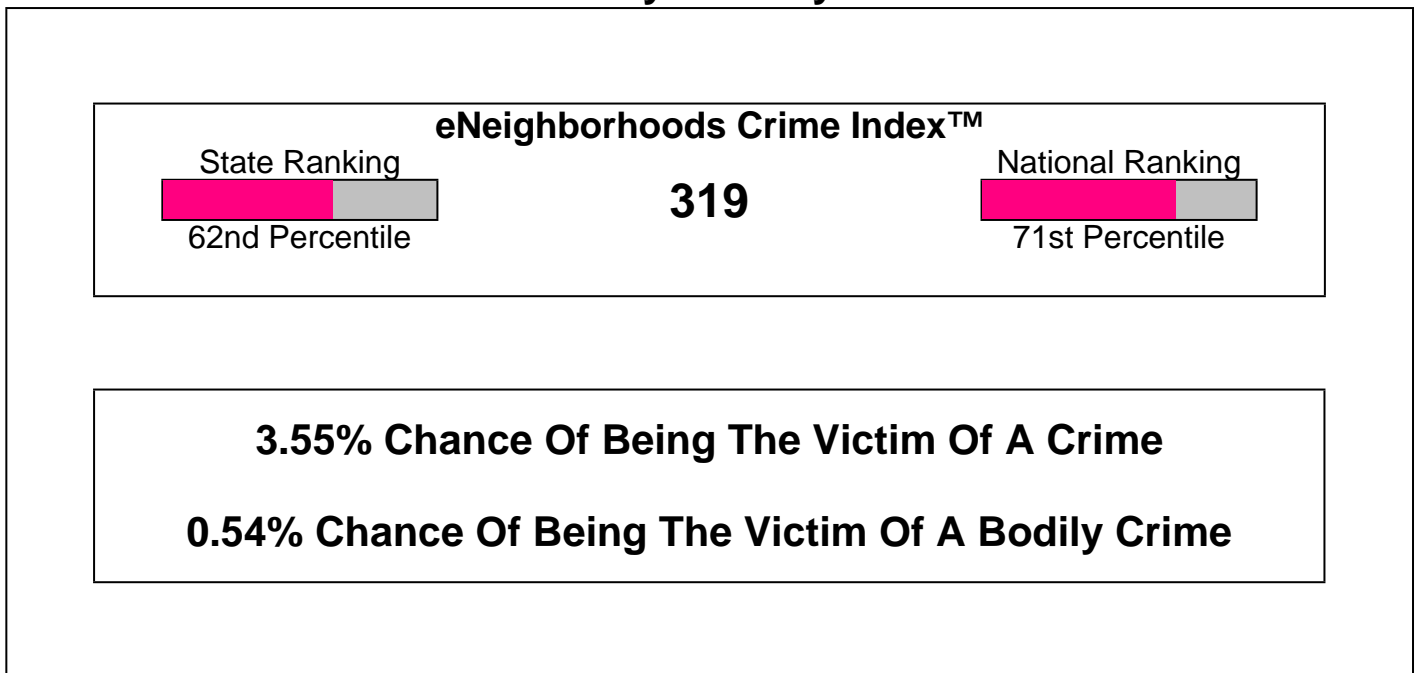 eNeighborhoods Crime Index™
State Ranking
National Ranking
319
62nd Percentile
71st Percentile
3.55% Chance Of Being The Victim Of A Crime
0.54% Chance Of Being The Victim Of A Bodily Crime